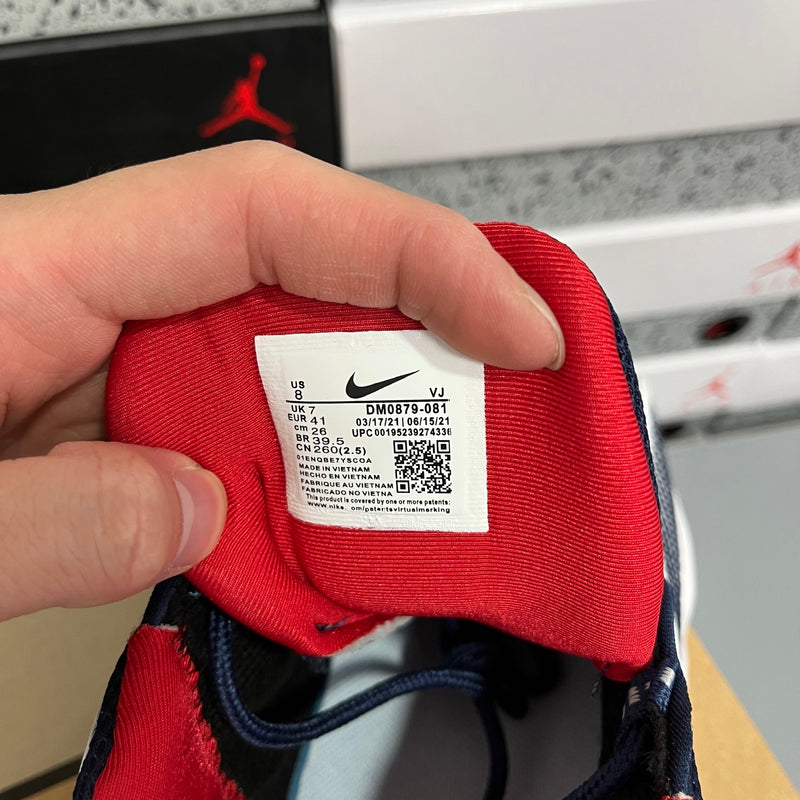 US
8
VJ
UK 7
DM0879-081
EUR 41
03/17/21 | 06/15/21
cm 26
UPC 00195239274336
BR 39.5
CN 260(2.5)
01ENQBE7YSCOA
MADE IN VIETNAM
HECHO EN VIETNAM
FABRIQUE AU VIETNAM
FABRICADO NO VIETNA
This product is covered by one or more patents:
www.nike. om/patentsvirtualmarking